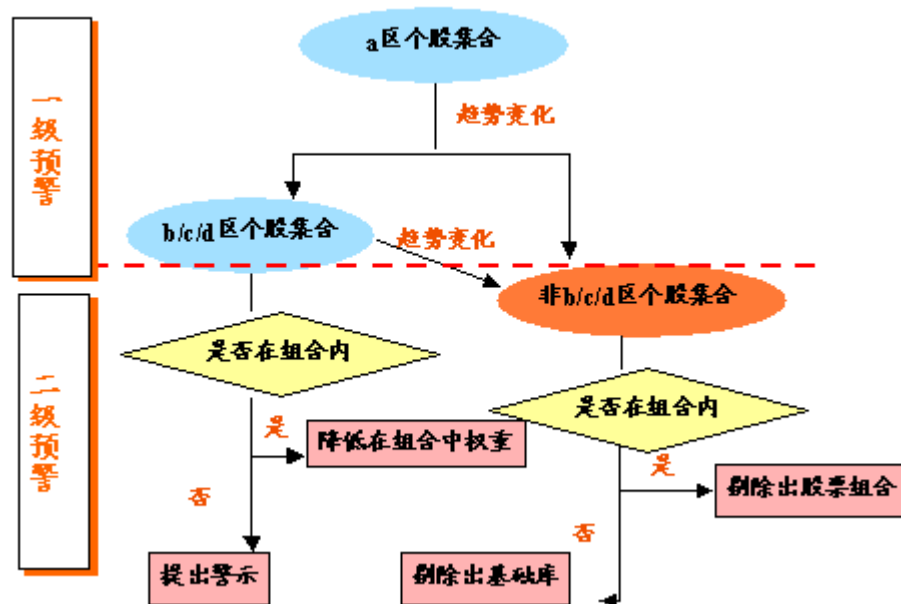 a区个股集合
一级预警
趋势变化
b/c/d区个股集合
趋势变化
非b/c/d区个股集合
二级预警
是否在组合内
是否在组合内
是
降低在组合中权重
是
剔除出股票组合
否
否
提出警示
剔除出基础库